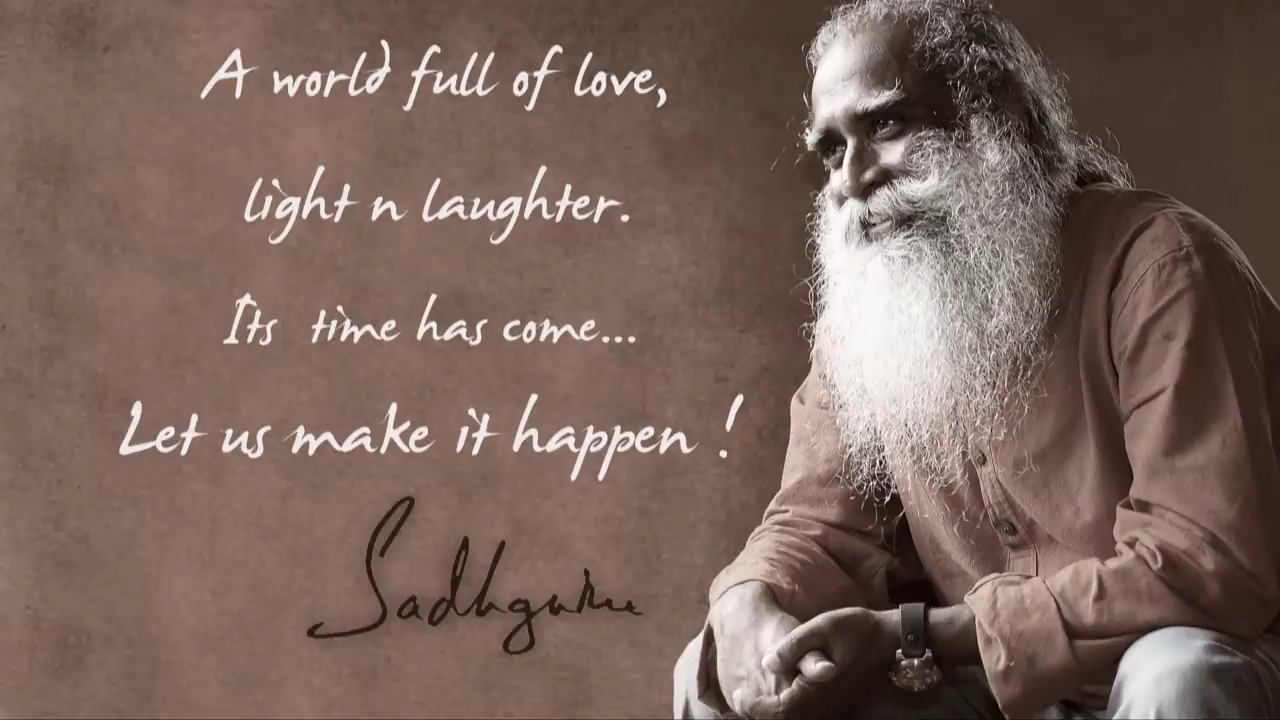 A world full of love,
light n laughter.
Its time has come...
Let us make it happen !
Sadhguru